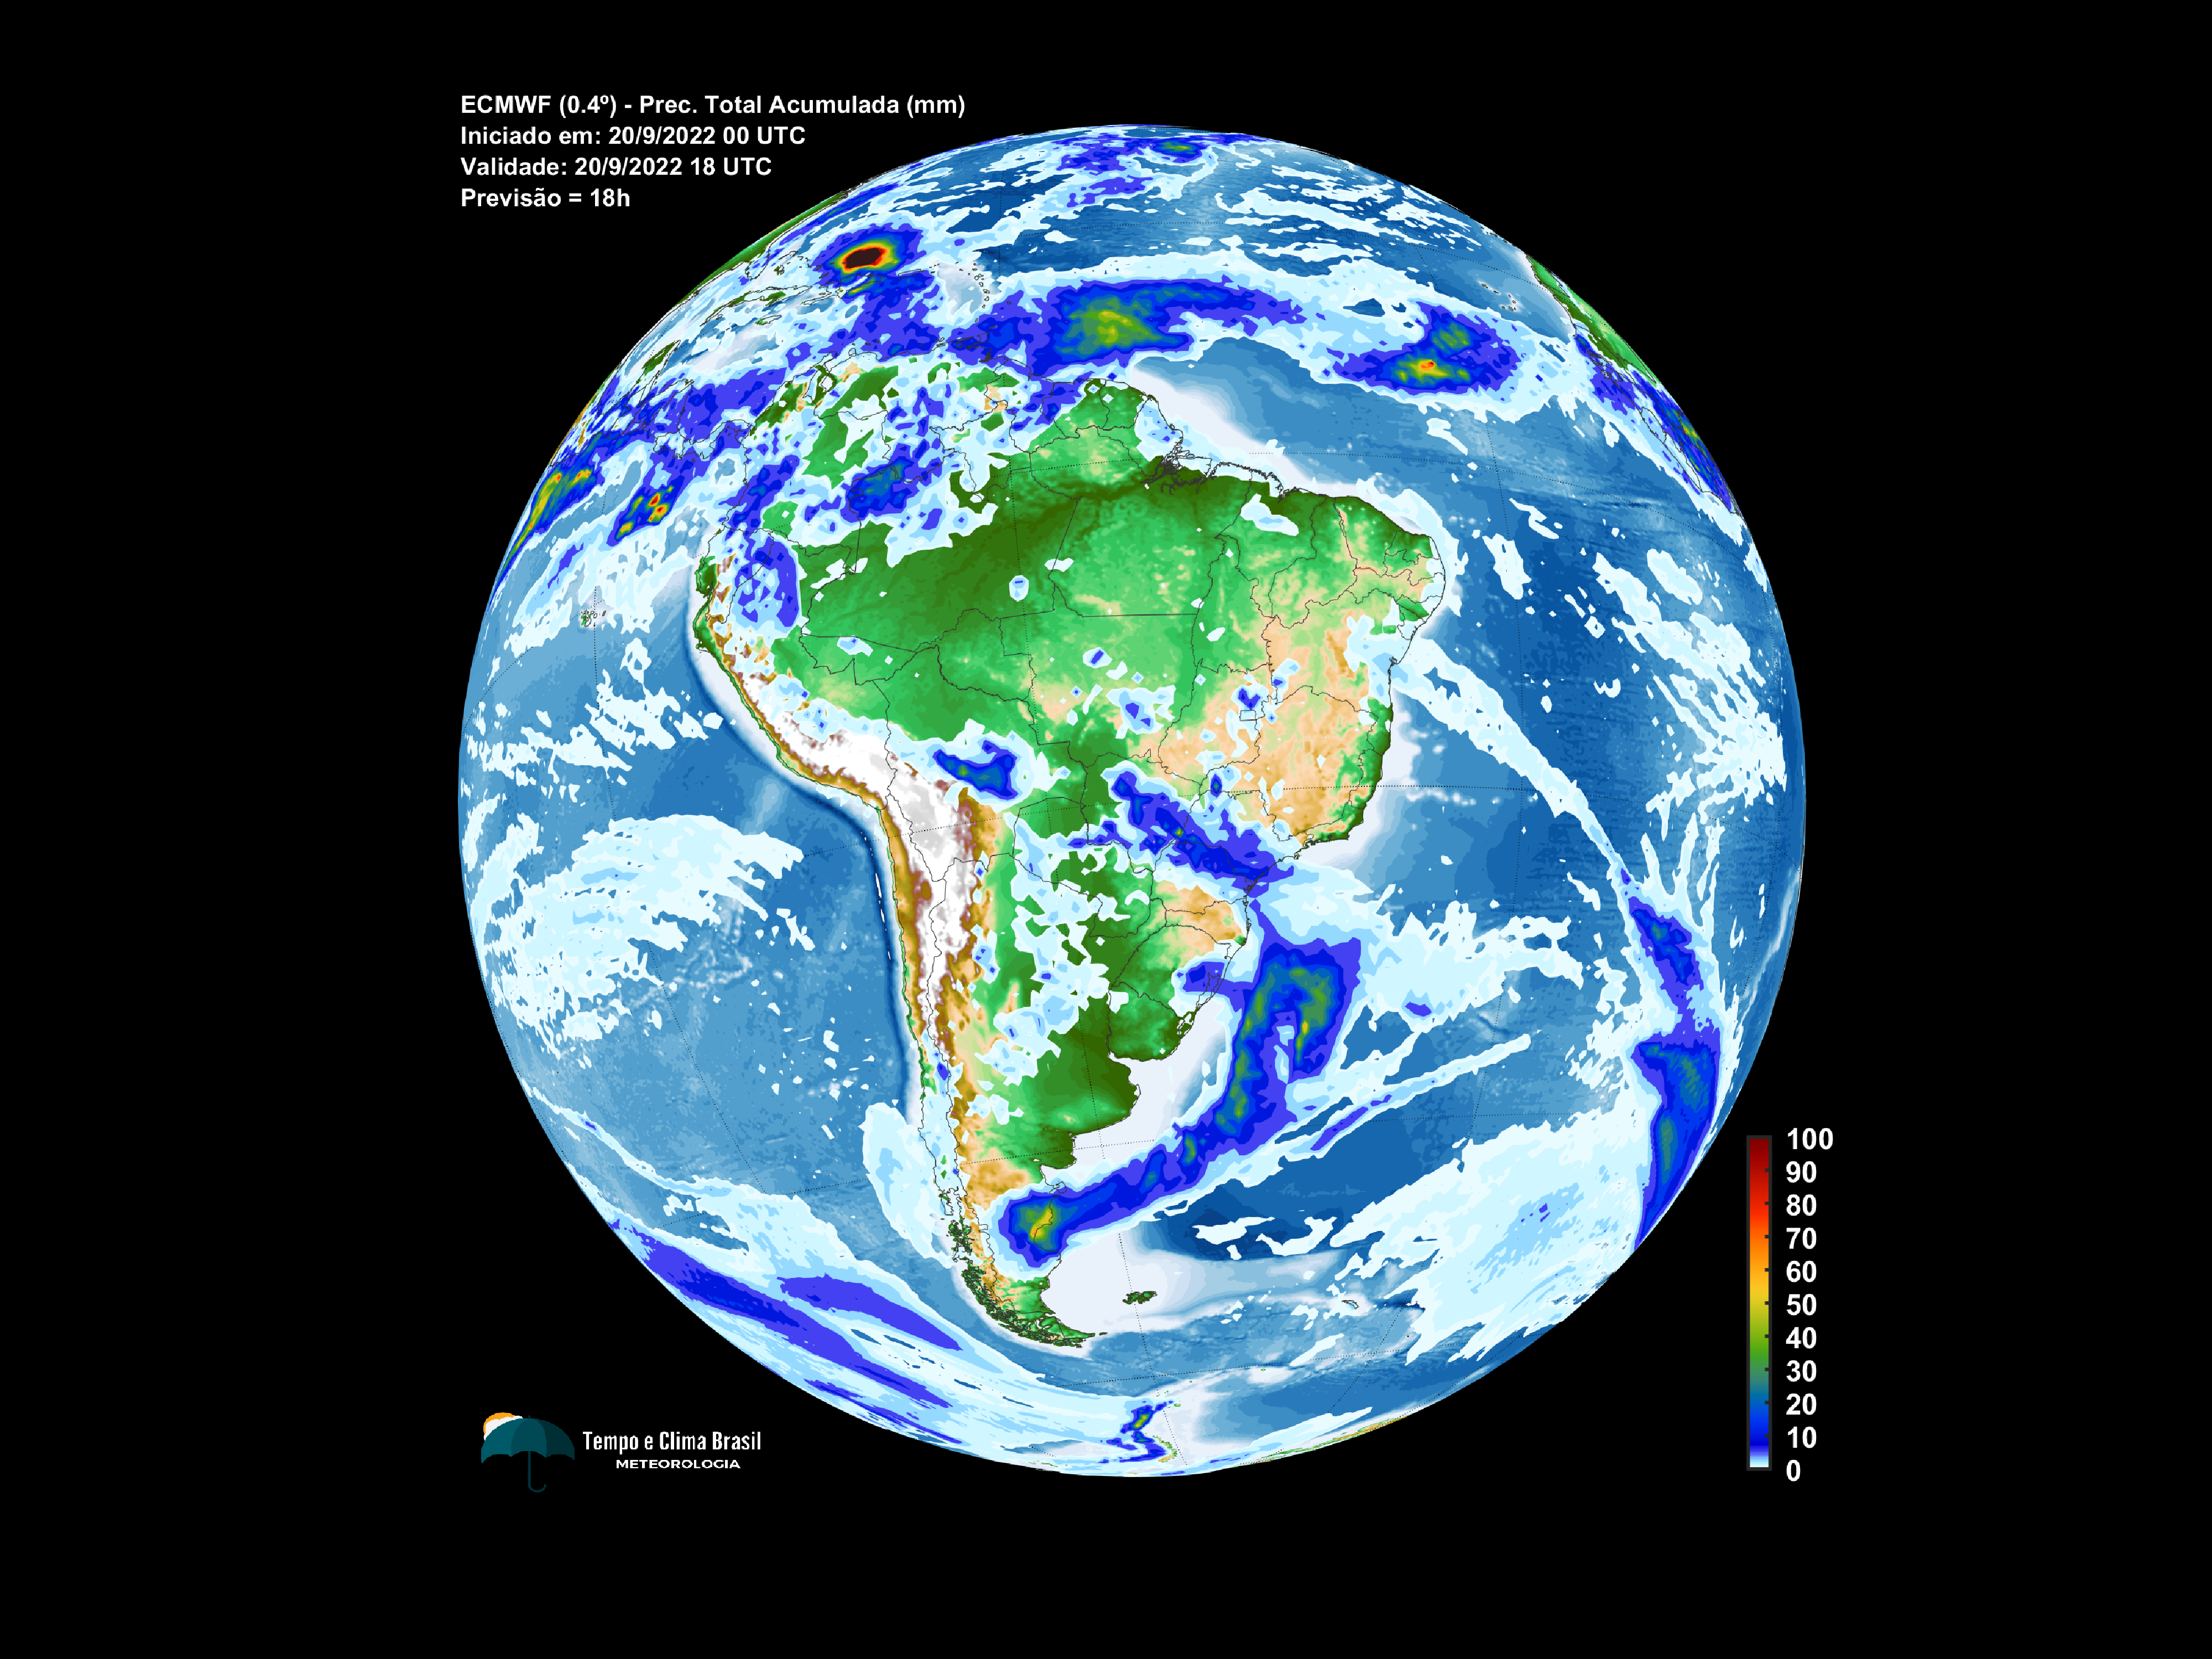 ECMWF (0.4º) - Prec. Total Acumulada (mm)
Iniciado em: 20/9/2022 00 UTC
Validade: 20/9/2022 18 UTC
Previsão = 18h
100
90
80
70
60
50
40
30
20
10
0
Tempo e Clima Brasil
METEOROLOGIA